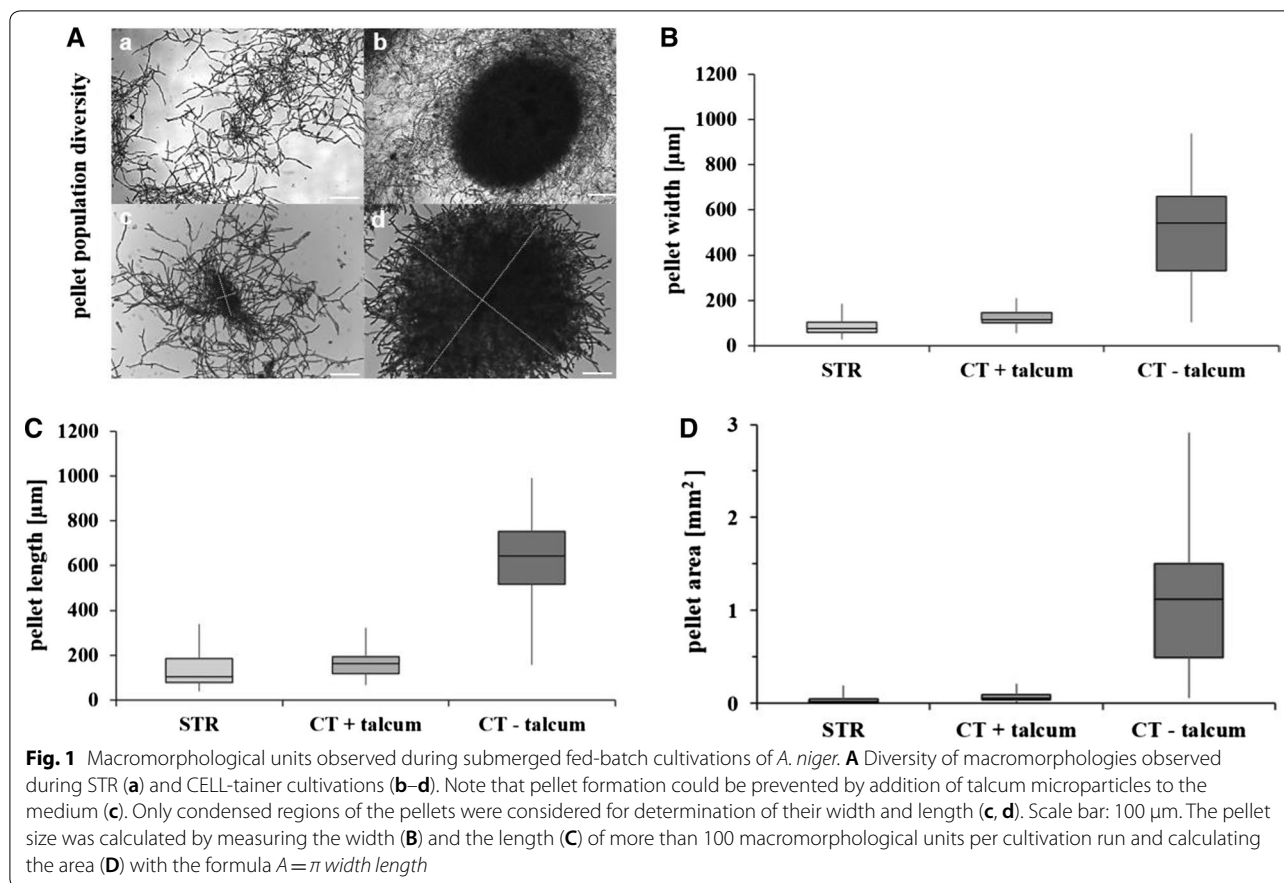 A
pellet population diversity
a
b
c
d
B
pellet width [µm]
1200
1000
800
600
400
200
0
STR
CT + talcum
CT - talcum
C
pellet length [µm]
1200
1000
800
600
400
200
0
STR
CT + talcum
CT - talcum
D
pellet area [mm²]
3
2
1
0
STR
CT + talcum
CT - talcum
Fig. 1 Macromorphological units observed during submerged fed-batch cultivations of A. niger. A Diversity of macromorphologies observed
during STR (a) and CELL-tainer cultivations (b–d). Note that pellet formation could be prevented by addition of talcum microparticles to the
medium (c). Only condensed regions of the pellets were considered for determination of their width and length (c, d). Scale bar: 100 µm. The pellet
size was calculated by measuring the width (B) and the length (C) of more than 100 macromorphological units per cultivation run and calculating
the area (D) with the formula A = π width length